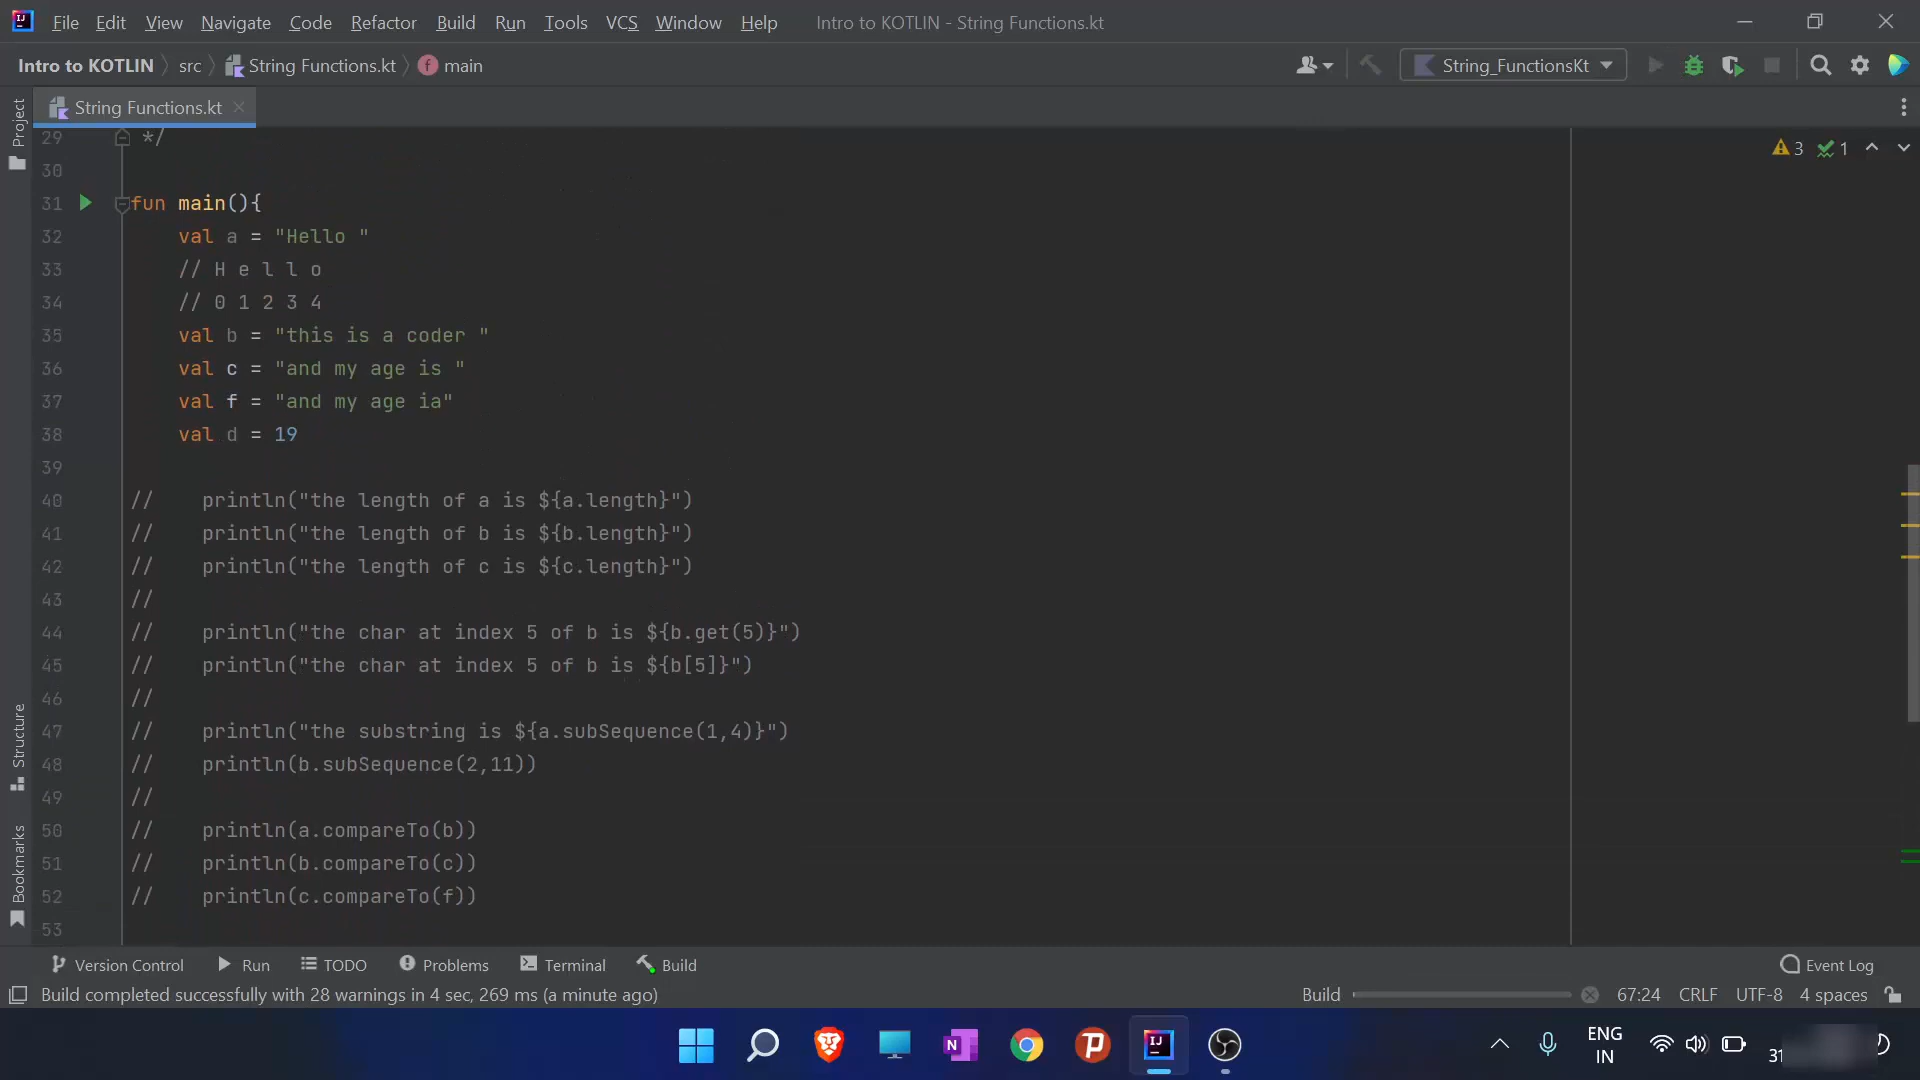 File Edit View Navigate Code Refactor Build Run Tools VCS Window Help Intro to KOTLIN - String Functions.kt
Intro to KOTLIN src String Functions.kt main String_FunctionsKt
Project
String Functions.kt
3 1
29 */
30
31 fun main(){
32 val a = "Hello "
33 // H e l l o
34 // 0 1 2 3 4
35 val b = "this is a coder "
36 val c = "and my age is "
37 val f = "and my age ia"
38 val d = 19
39
40 // println("the length of a is ${a.length}")
41 // println("the length of b is ${b.length}")
42 // println("the length of c is ${c.length}")
43 //
44 // println("the char at index 5 of b is ${b.get(5)}")
45 // println("the char at index 5 of b is ${b[5]}")
46 //
47 // println("the substring is ${a.subSequence(1,4)}")
48 // println(b.subSequence(2,11))
49 //
50 // println(a.compareTo(b))
51 // println(b.compareTo(c))
52 // println(c.compareTo(f))
53
Structure
Bookmarks
Version Control Run TODO Problems Terminal Build Event Log
Build completed successfully with 28 warnings in 4 sec, 269 ms (a minute ago) Build 67:24 CRLF UTF-8 4 spaces
ENG
IN
31